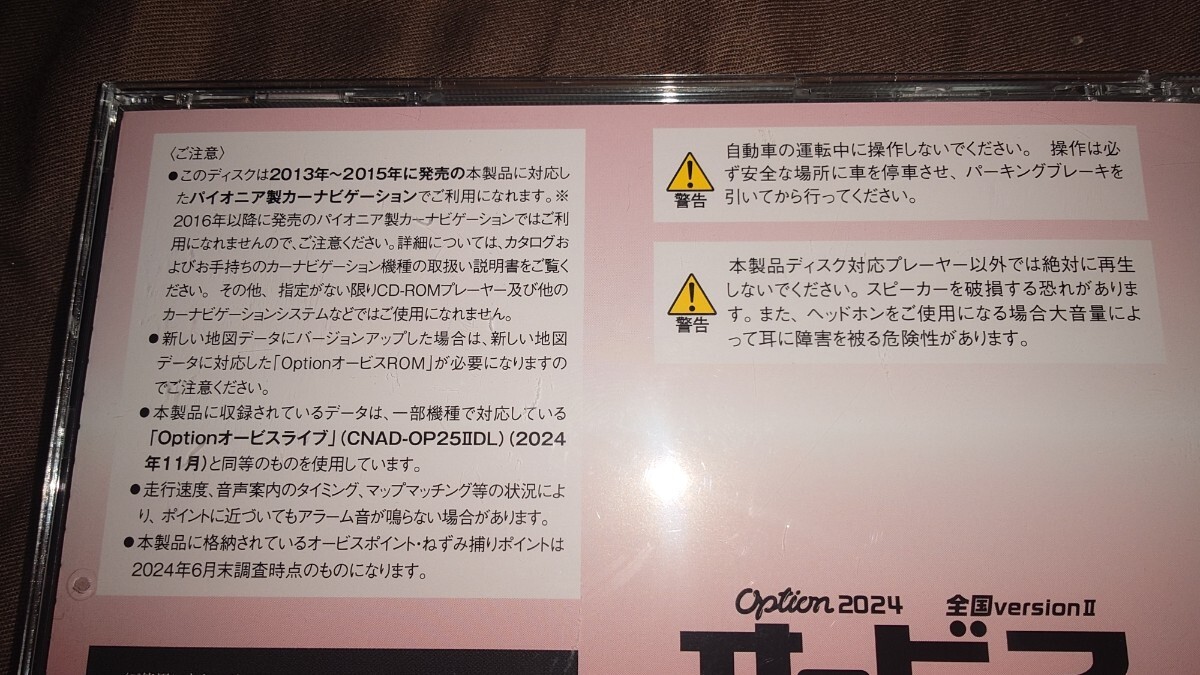 〈ご注意〉
●このディスクは2013年～2015年に発売の本製品に対応し
たパイオニア製カーナビゲーションでご利用になれます。※
2016年以降に発売のパイオニア製カーナビゲーションではご利
用になれませんので、ご注意ください。詳細については、カタログお
よびお手持ちのカーナビゲーション機種の取扱い説明書をご覧く
ださい。 その他、 指定がない限りCD-ROMプレーヤー及び他の
カーナビゲーションシステムなどではご使用になれません。
●新しい地図データにバージョンアップした場合は、新しい地図
データに対応した「OptionオービスROM」が必要になりますの
でご注意ください。
●本製品に収録されているデータは、一部機種で対応している
「Optionオービスライブ」(CNAD-OP25ⅡDL)(2024
年11月)と同等のものを使用しています。
●走行速度、音声案内のタイミング、マップマッチング等の状況によ
り、ポイントに近づいてもアラーム音が鳴らない場合があります。
●本製品に格納されているオービスポイント・ねずみ捕りポイントは
2024年6月末調査時点のものになります。
警告
自動車の運転中に操作しないでください。 操作は必
ず安全な場所に車を停車させ、パーキングブレーキを
引いてから行ってください。
警告
本製品ディスク対応プレーヤー以外では絶対に再生
しないでください。スピーカーを破損する恐れがありま
す。また、ヘッドホンをご使用になる場合大音量によ
って耳に障害を被る危険性があります。
Option 2024 全国versionⅡ
オービス